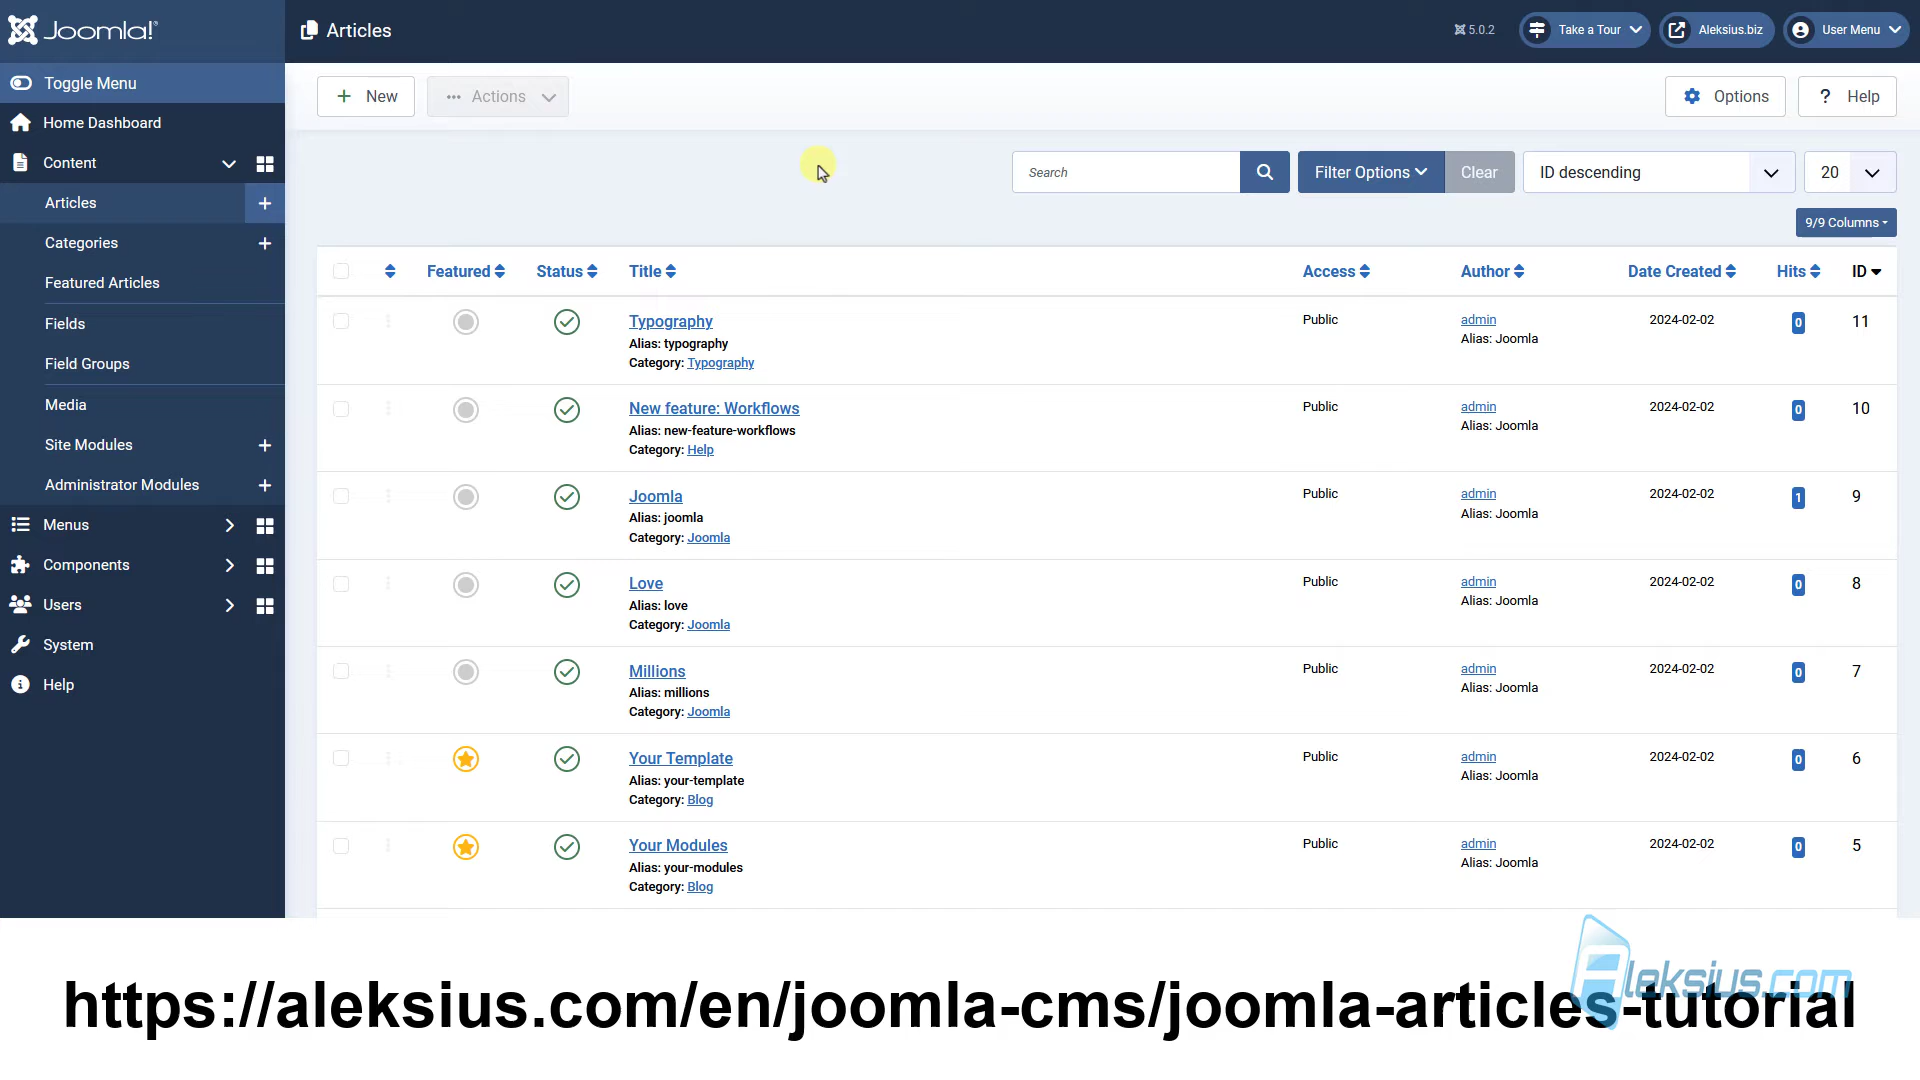 Joomla!®
Articles
5.0.2
Take a Tour
Aleksius.biz
User Menu
Toggle Menu
New
Actions
Options
? Help
Home Dashboard
Content
Articles
Categories
Featured Articles
Fields
Field Groups
Media
Site Modules
Administrator Modules
Menus
Components
Users
System
Help
Search
Filter Options
Clear
ID descending
20
9/9 Columns
Featured Status Title Access Author Date Created Hits ID
Typography Public admin 2024-02-02 0 11
Alias: typography Alias: Joomla
Category: Typography
New feature: Workflows Public admin 2024-02-02 0 10
Alias: new-feature-workflows Alias: Joomla
Category: Help
Joomla Public admin 2024-02-02 1 9
Alias: joomla Alias: Joomla
Category: Joomla
Love Public admin 2024-02-02 0 8
Alias: love Alias: Joomla
Category: Joomla
Millions Public admin 2024-02-02 0 7
Alias: millions Alias: Joomla
Category: Joomla
Your Template Public admin 2024-02-02 0 6
Alias: your-template Alias: Joomla
Category: Blog
Your Modules Public admin 2024-02-02 0 5
Alias: your-modules Alias: Joomla
Category: Blog
Aleksius.com
https://aleksius.com/en/joomla-cms/joomla-articles-tutorial